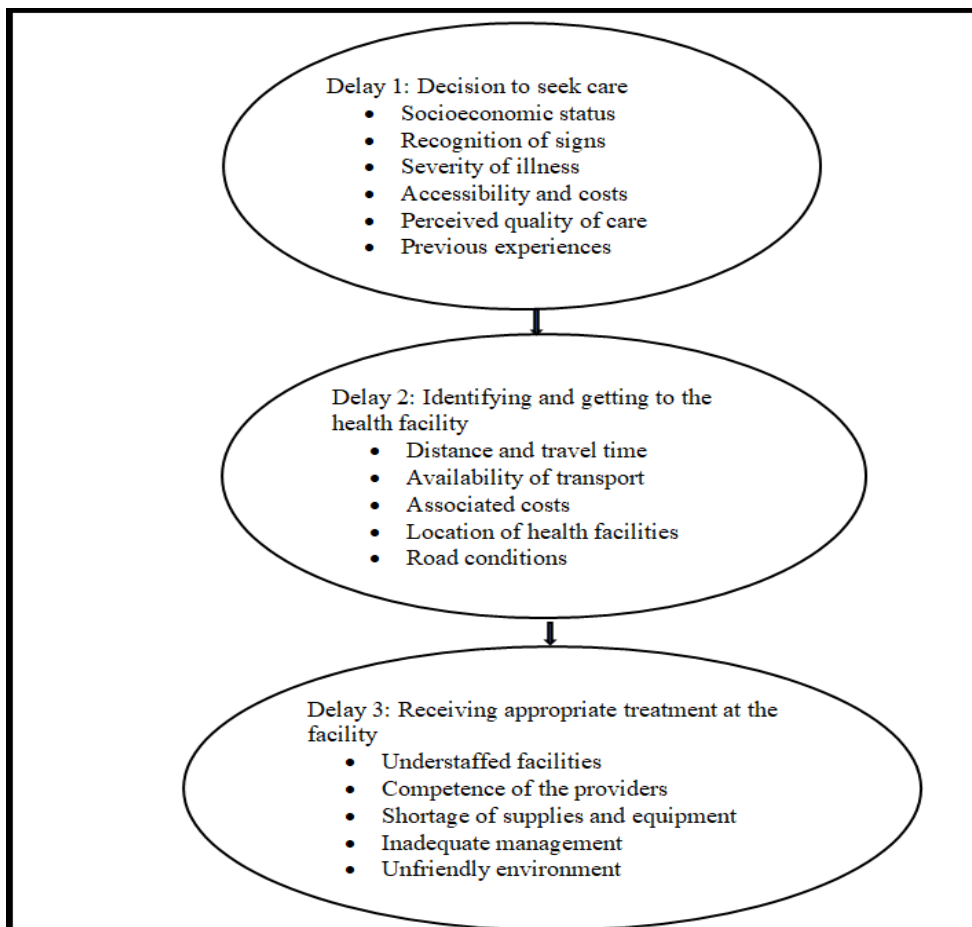 Delay 1: Decision to seek care
• Socioeconomic status
• Recognition of signs
• Severity of illness
• Accessibility and costs
• Perceived quality of care
• Previous experiences
Delay 2: Identifying and getting to the
health facility
• Distance and travel time
• Availability of transport
• Associated costs
• Location of health facilities
• Road conditions
Delay 3: Receiving appropriate treatment at the
facility
• Understaffed facilities
• Competence of the providers
• Shortage of supplies and equipment
• Inadequate management
• Unfriendly environment